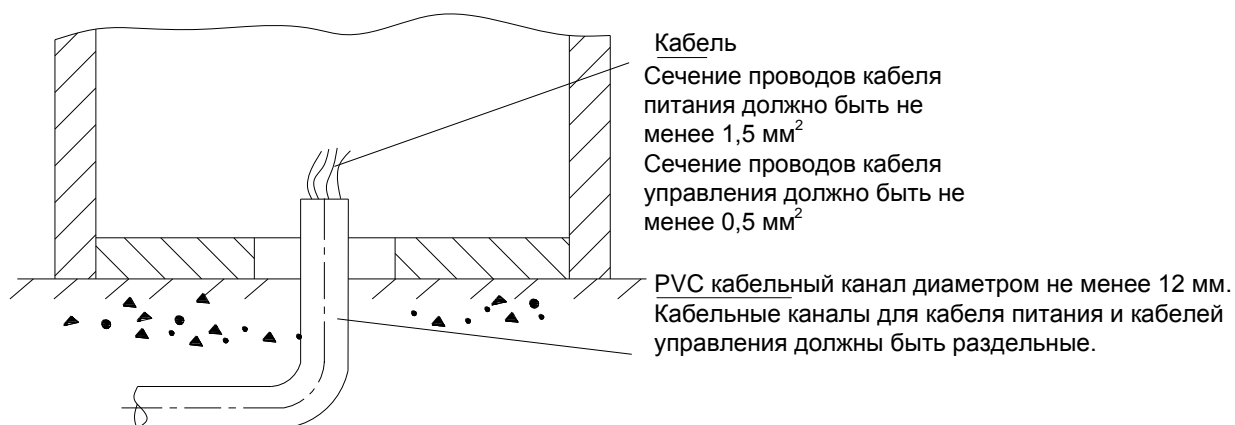 Кабель
Сечение проводов кабеля
питания должно быть не
менее 1,5 мм²
Сечение проводов кабеля
управления должно быть не
менее 0,5 мм²
PVC кабельный канал диаметром не менее 12 мм.
Кабельные каналы для кабеля питания и кабелей
управления должны быть раздельные.